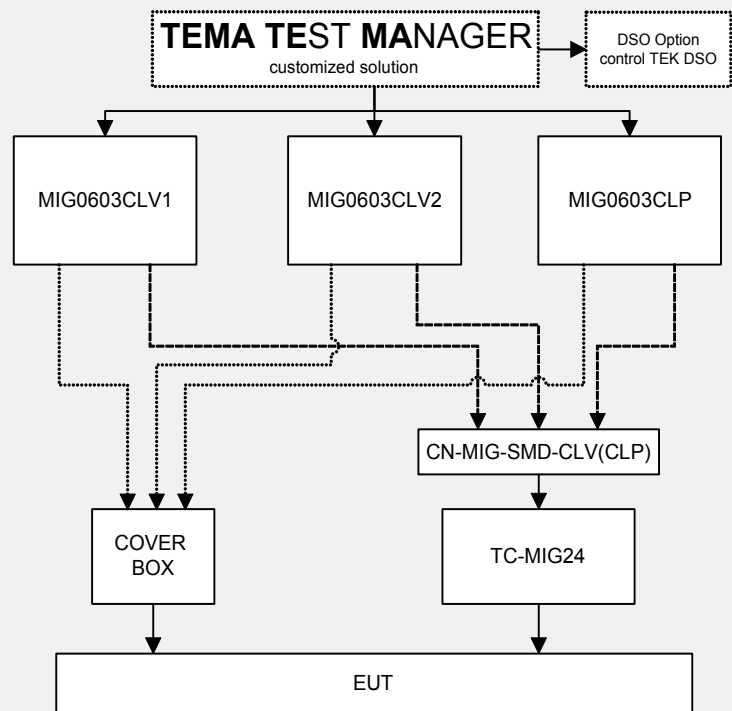 TEMA TEST MANAGER
customized solution
DSO Option
control TEK DSO
MIG0603CLV1
MIG0603CLV2
MIG0603CLP
CN-MIG-SMD-CLV(CLP)
COVER
BOX
TC-MIG24
EUT